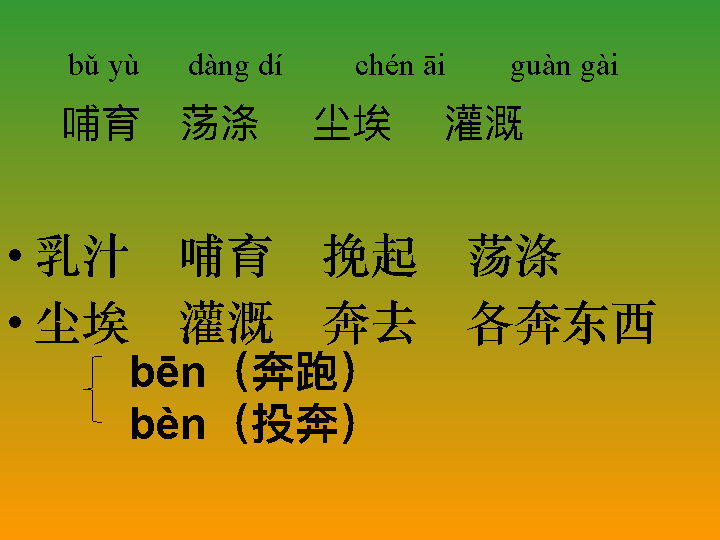 bǔ yù dàng dí chén āi guàn gài
哺育 荡涤 尘埃 灌溉
• 乳汁 哺育 挽起 荡涤
• 尘埃 灌溉 奔去 各奔东西
bēn（奔跑）
bèn（投奔）